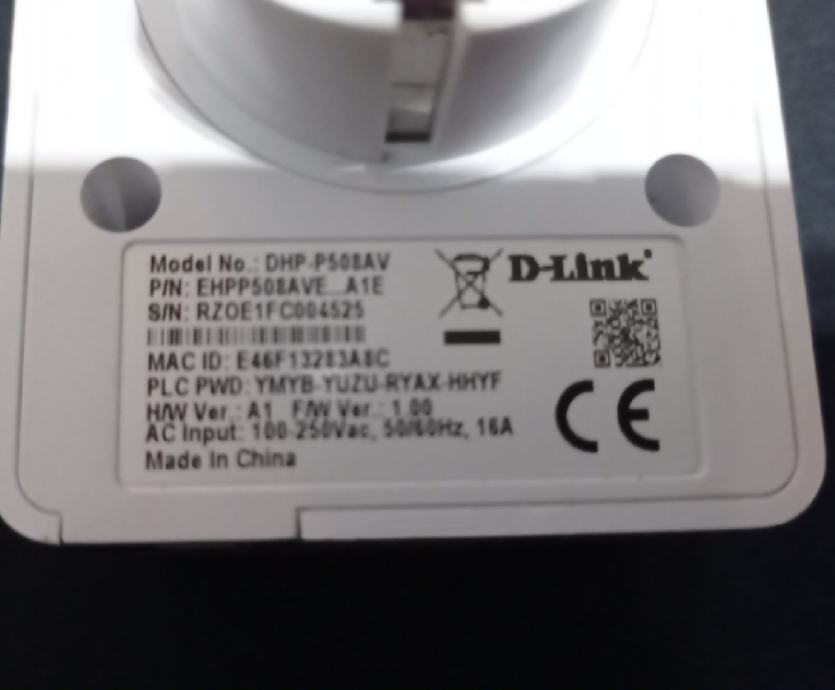 Model No.: DHP-P508AV
P/N: EHPP508AVE...A1E
S/N: RZOE1FC004525
MAC ID: E46F13283A8C
PLC PWD: YMYB-YUZU-RYAX-HHYF
H/W Ver.: A1 F/W Ver.: 1.00
AC Input: 100-250Vac, 50/60Hz, 16A
Made In China
D-Link
CE